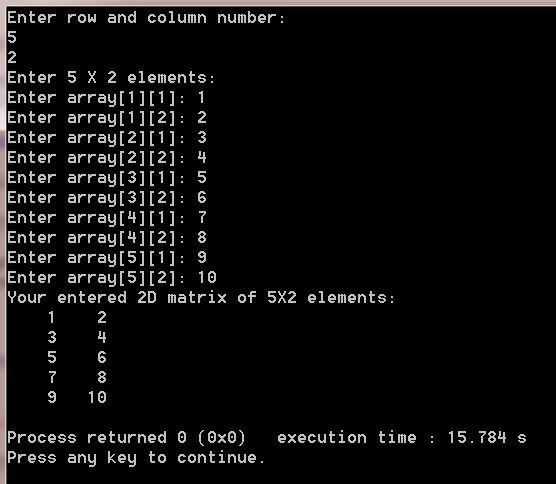 Enter row and column number:
5
2
Enter 5 X 2 elements:
Enter array[1][1]: 1
Enter array[1][2]: 2
Enter array[2][1]: 3
Enter array[2][2]: 4
Enter array[3][1]: 5
Enter array[3][2]: 6
Enter array[4][1]: 7
Enter array[4][2]: 8
Enter array[5][1]: 9
Enter array[5][2]: 10
Your entered 2D matrix of 5X2 elements:
    1    2
    3    4
    5    6
    7    8
    9   10
Process returned 0 (0x0)   execution time : 15.784 s
Press any key to continue.